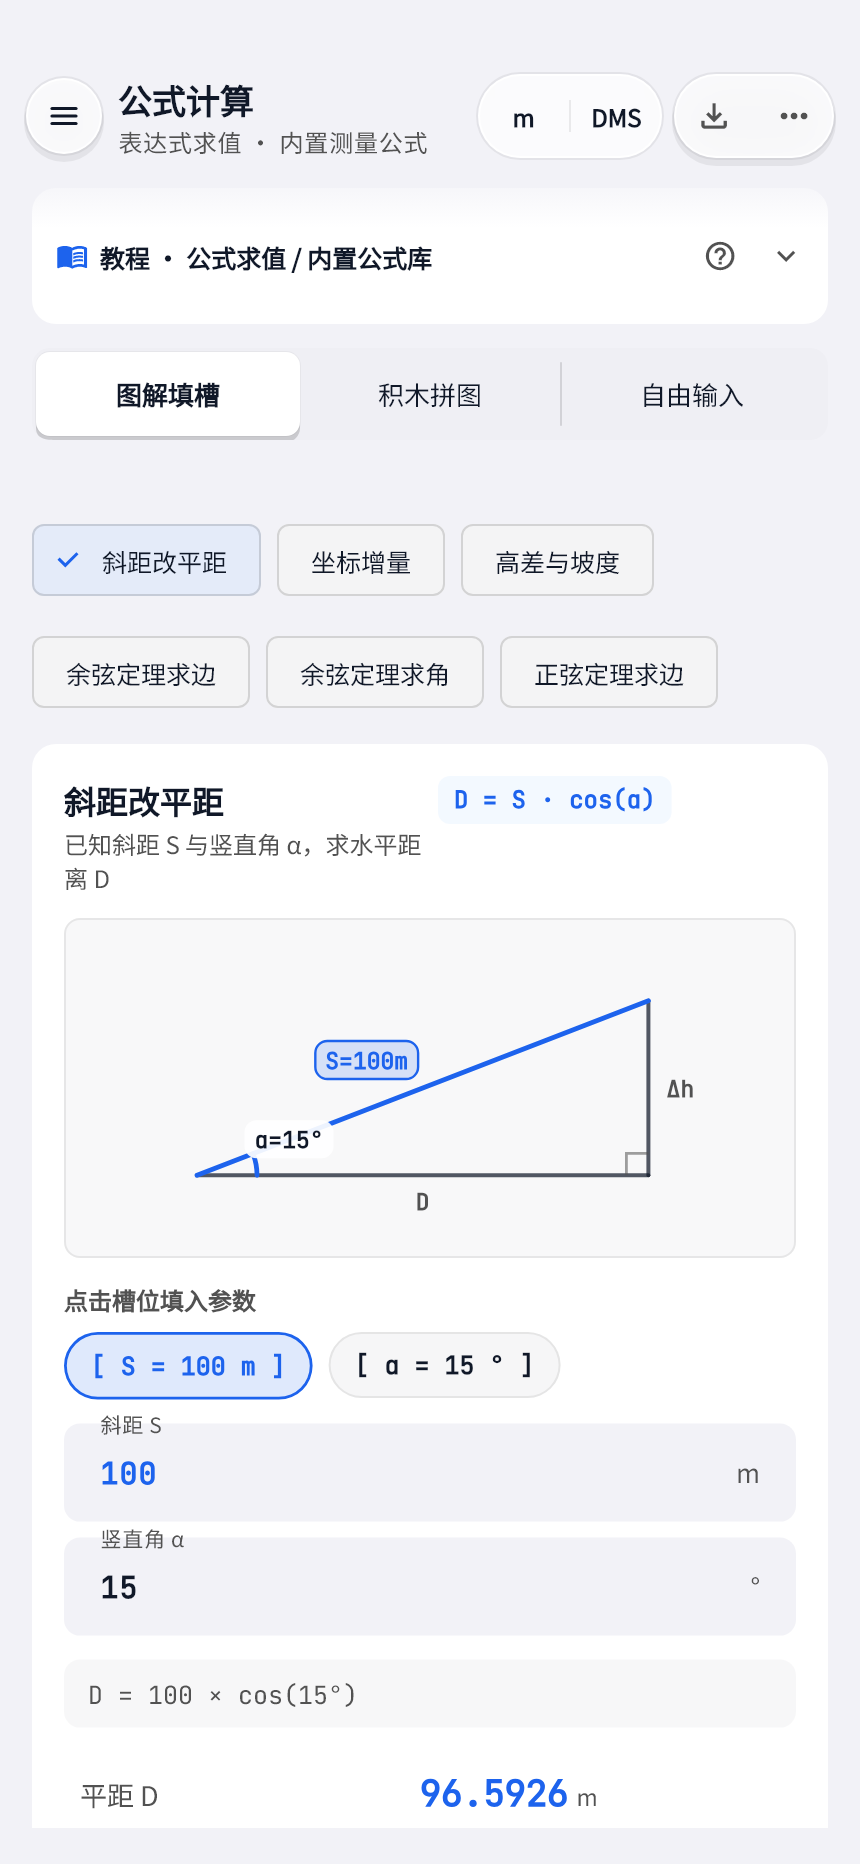 公式计算
表达式求值 · 内置测量公式
m
DMS
教程 · 公式求值 / 内置公式库
图解填槽
积木拼图
自由输入
斜距改平距
坐标增量
高差与坡度
余弦定理求边
余弦定理求角
正弦定理求边
斜距改平距
D = S · cos(α)
已知斜距 S 与竖直角 α，求水平距
离 D
S=100m
α=15°
Δh
D
点击槽位填入参数
[ S = 100 m ]
[ α = 15 ° ]
斜距 S
100
m
竖直角 α
15
°
D = 100 × cos(15°)
平距 D
96.5926 m